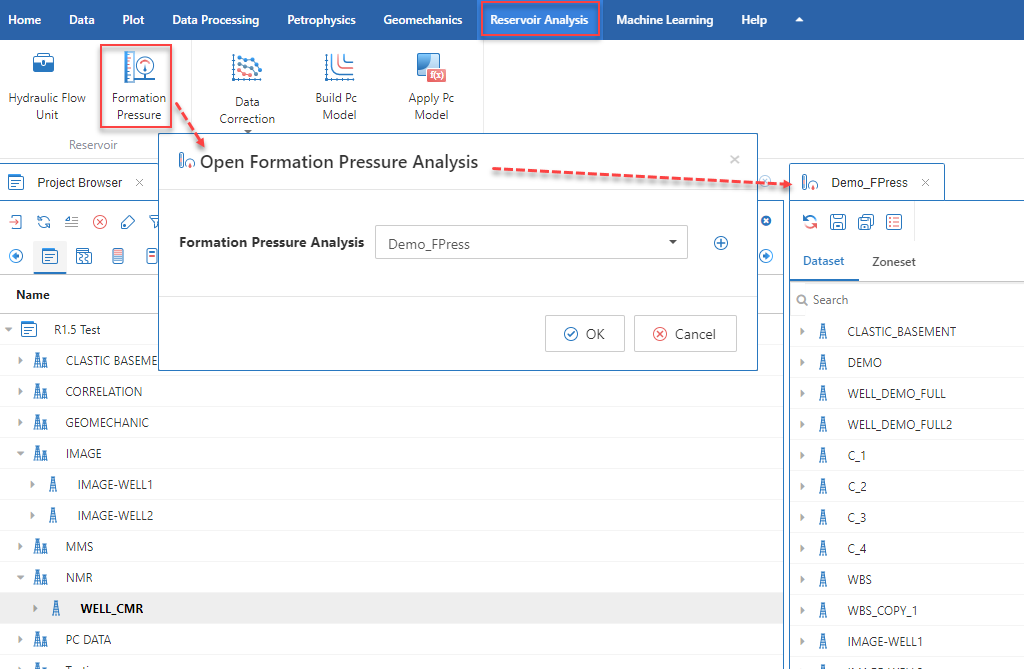 Home Data Plot Data Processing Petrophysics Geomechanics Reservoir Analysis Machine Learning Help
Hydraulic Flow Unit
Formation Pressure
Data Correction
Build Pc Model
Apply Pc Model
Reservoir
Open Formation Pressure Analysis
Formation Pressure Analysis
Demo_FPress
OK
Cancel
Project Browser
Name
R1.5 Test
CLASTIC BASEME
CORRELATION
GEOMECHANIC
IMAGE
IMAGE-WELL1
IMAGE-WELL2
MMS
NMR
WELL_CMR
PC DATA
Demo_FPress
Dataset Zoneset
Search
CLASTIC_BASEMENT
DEMO
WELL_DEMO_FULL
WELL_DEMO_FULL2
C_1
C_2
C_3
C_4
WBS
WBS_COPY_1
IMAGE-WELL1